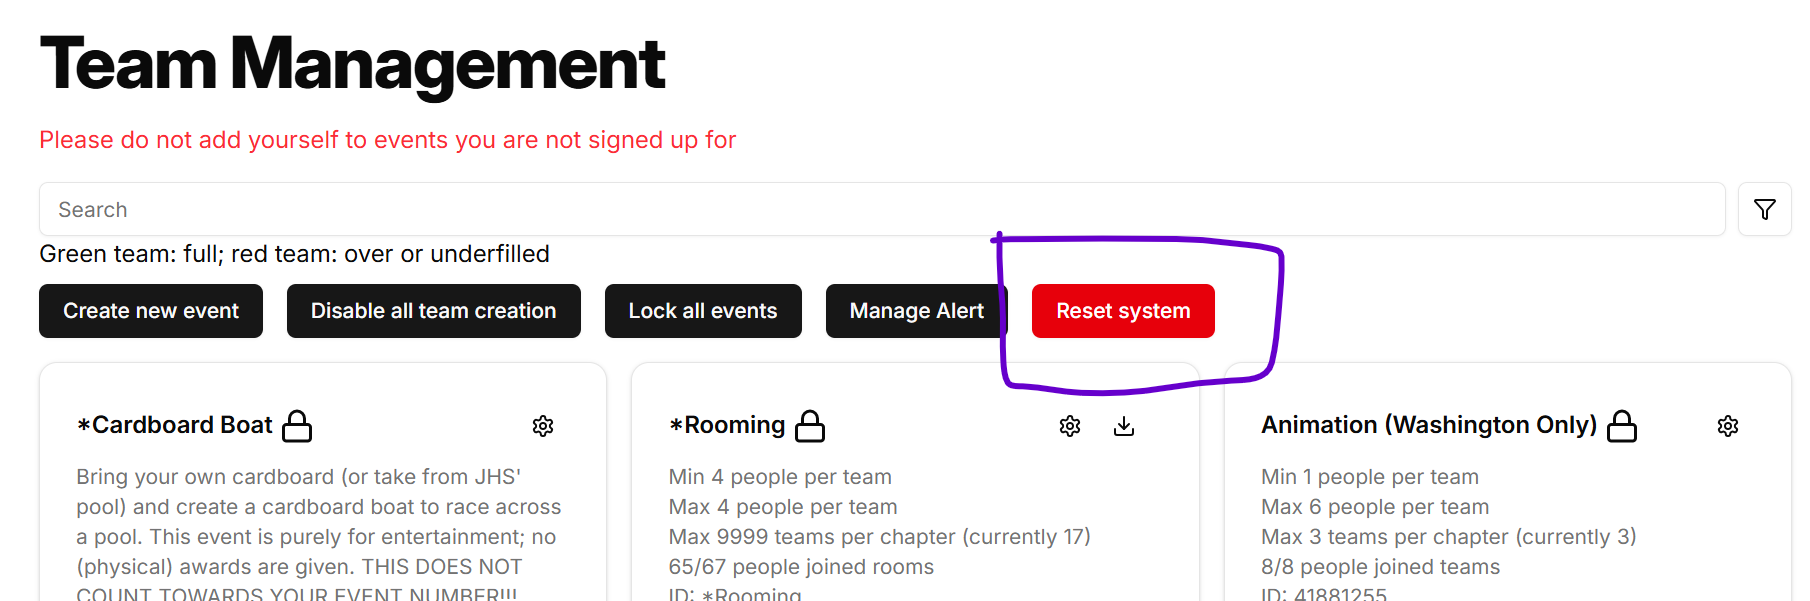 Team Management
Please do not add yourself to events you are not signed up for
Search
Green team: full; red team: over or underfilled
Create new event Disable all team creation Lock all events Manage Alert Reset system
*Cardboard Boat
Bring your own cardboard (or take from JHS'
pool) and create a cardboard boat to race across
a pool. This event is purely for entertainment; no
(physical) awards are given. THIS DOES NOT
COUNT TOWARDS YOUR EVENT NUMBER!!!
*Rooming
Min 4 people per team
Max 4 people per team
Max 9999 teams per chapter (currently 17)
65/67 people joined rooms
ID: *Rooming
Animation (Washington Only)
Min 1 people per team
Max 6 people per team
Max 3 teams per chapter (currently 3)
8/8 people joined teams
ID: 41881255